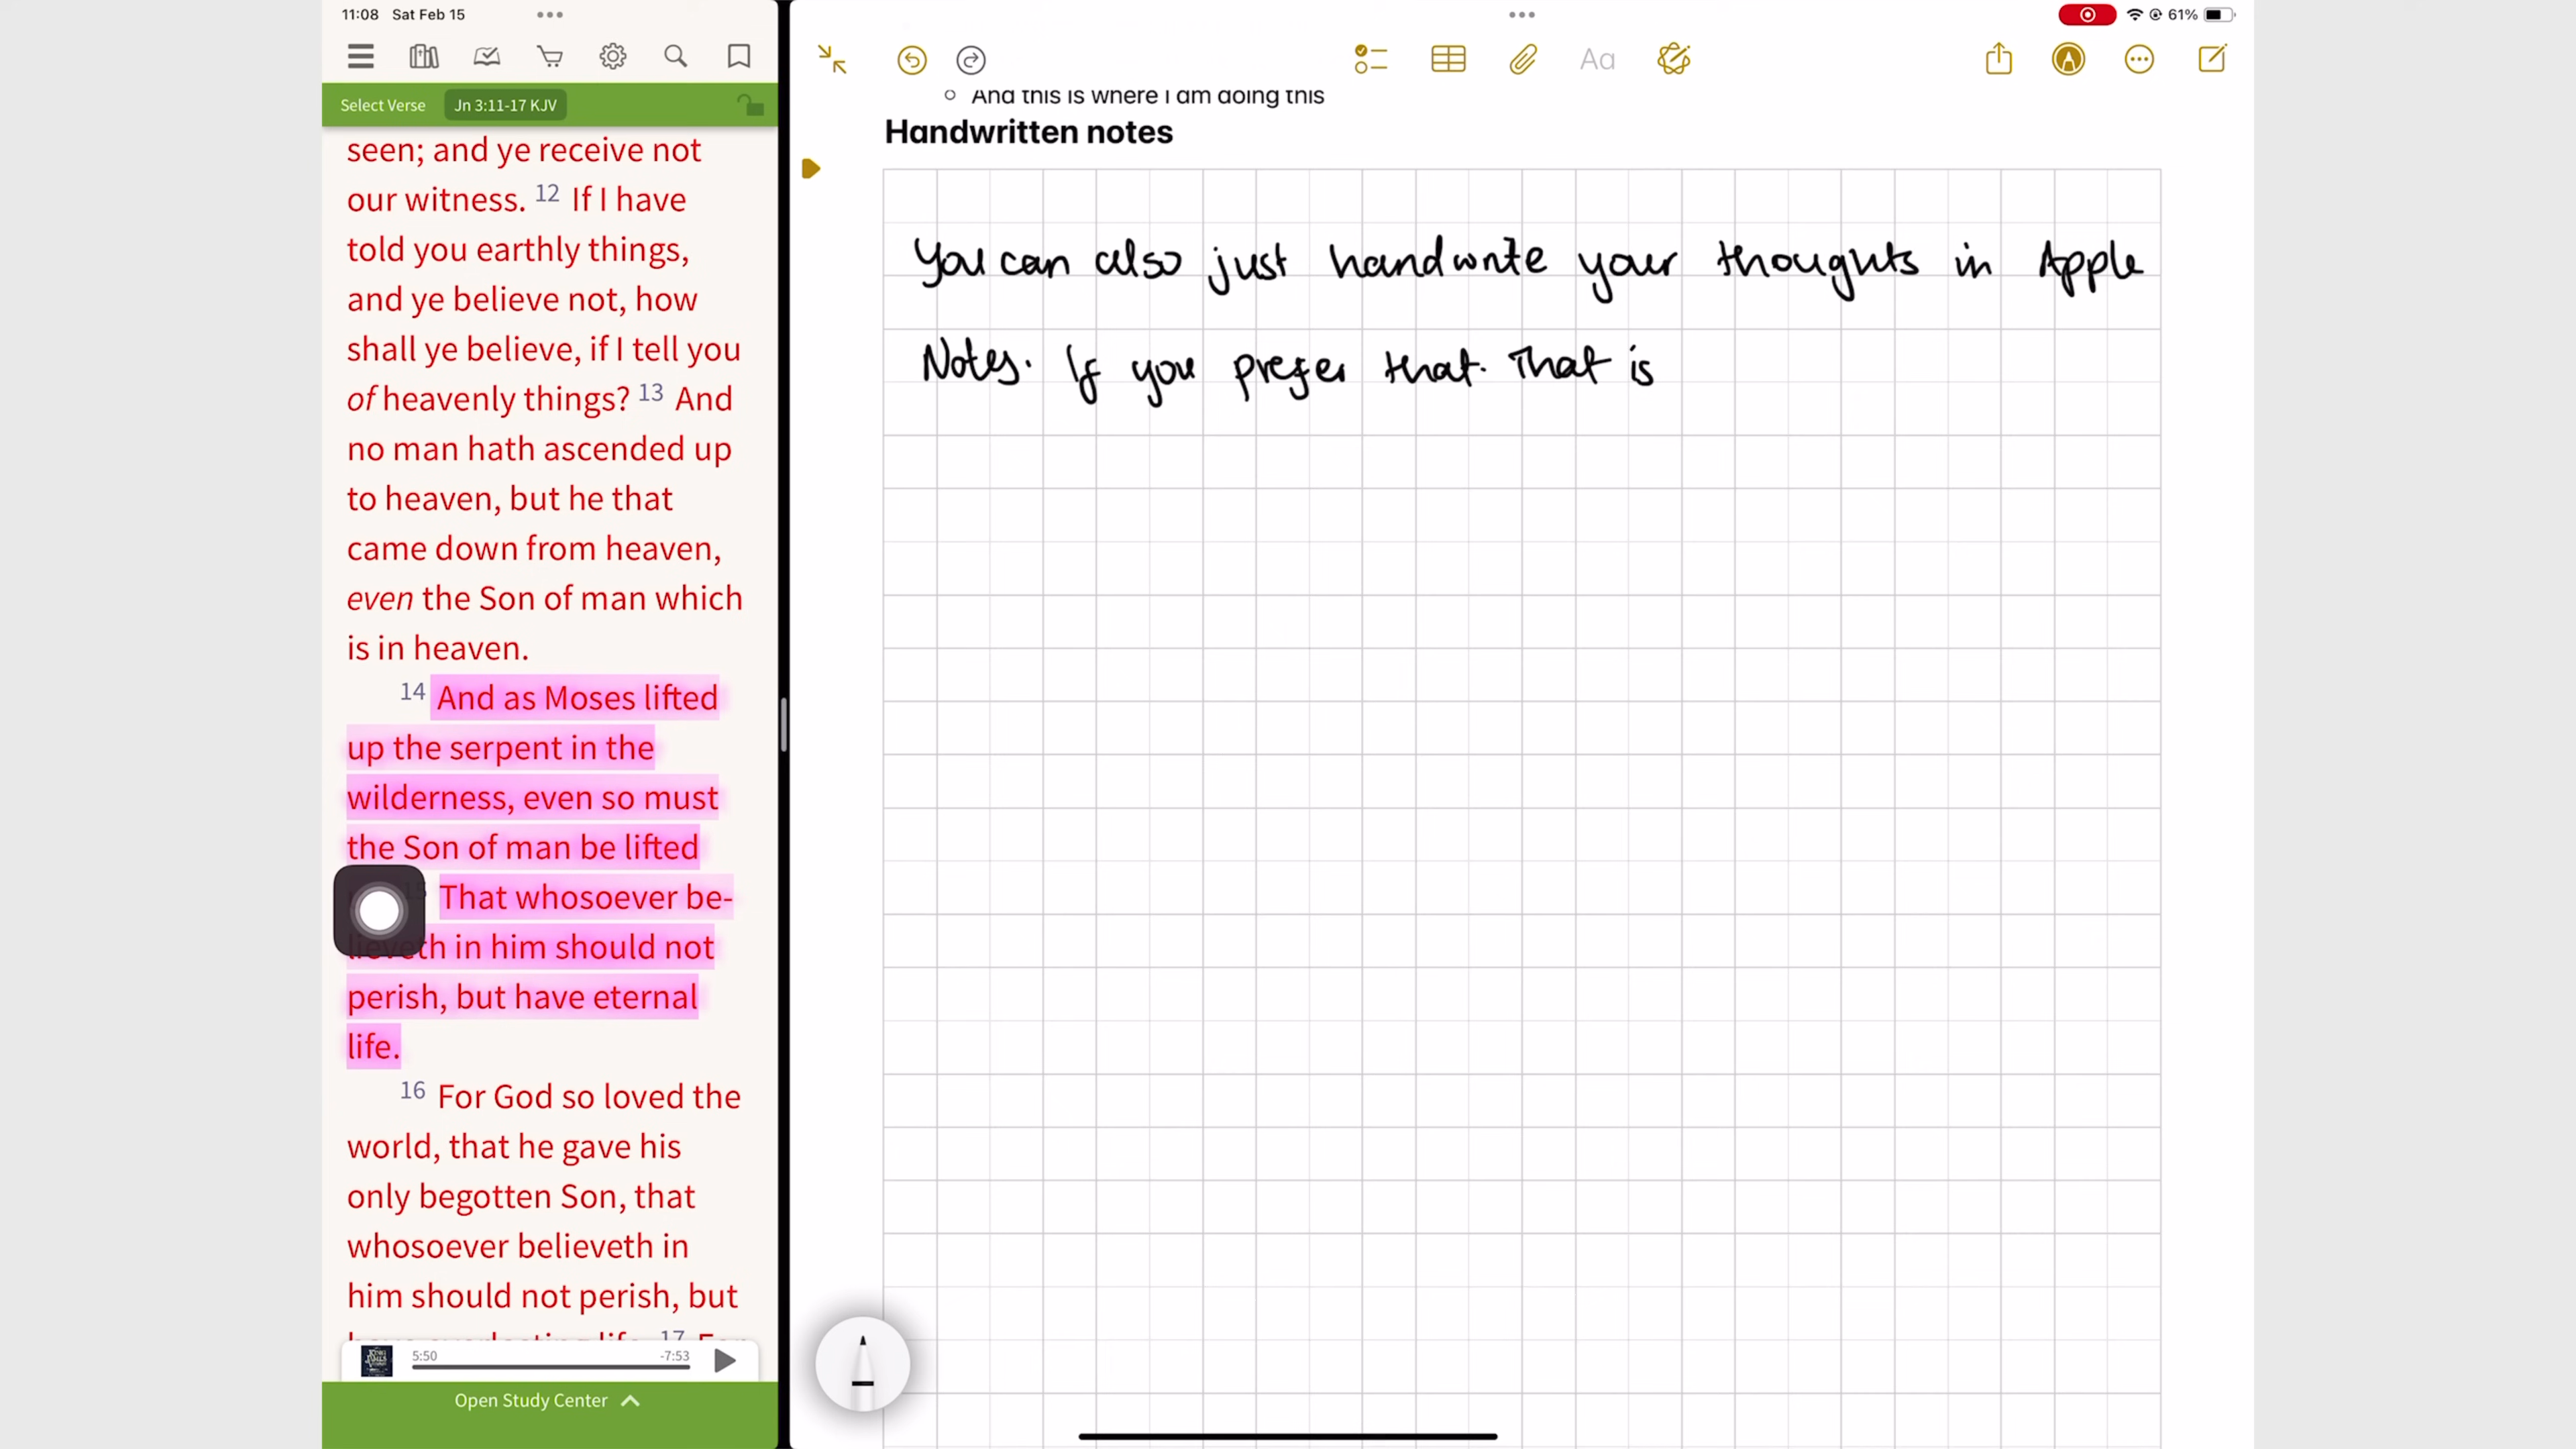 11:08 Sat Feb 15
61%
Select Verse Jn 3:11-17 KJV
seen; and ye receive not
our witness. 12 If I have
told you earthly things,
and ye believe not, how
shall ye believe, if I tell you
of heavenly things? 13 And
no man hath ascended up
to heaven, but he that
came down from heaven,
even the Son of man which
is in heaven.
14 And as Moses lifted
up the serpent in the
wilderness, even so must
the Son of man be lifted
That whosoever be-
lieveth in him should not
perish, but have eternal
life.
16 For God so loved the
world, that he gave his
only begotten Son, that
whosoever believeth in
him should not perish, but
have everlasting life. 17 For
5:50 -7:53
Open Study Center
Aa
And this is where I am doing this
Handwritten notes
You can also just handwrite your thoughts in Apple
Notes. If you prefer that. That is